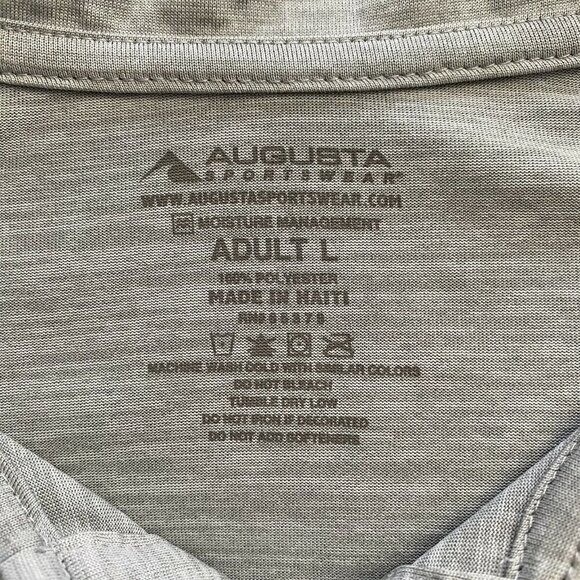 AUGUSTA
SPORTSWEAR®
WWW.AUGUSTASPORTSWEAR.COM
MOISTURE MANAGEMENT
ADULT L
100% POLYESTER
MADE IN HAITI
MACHINE WASH COLD WITH SIMILAR COLORS
DO NOT BLEACH
TUMBLE DRY LOW
DO NOT IRON IF DECORATED
DO NOT ADD SOFTENERS